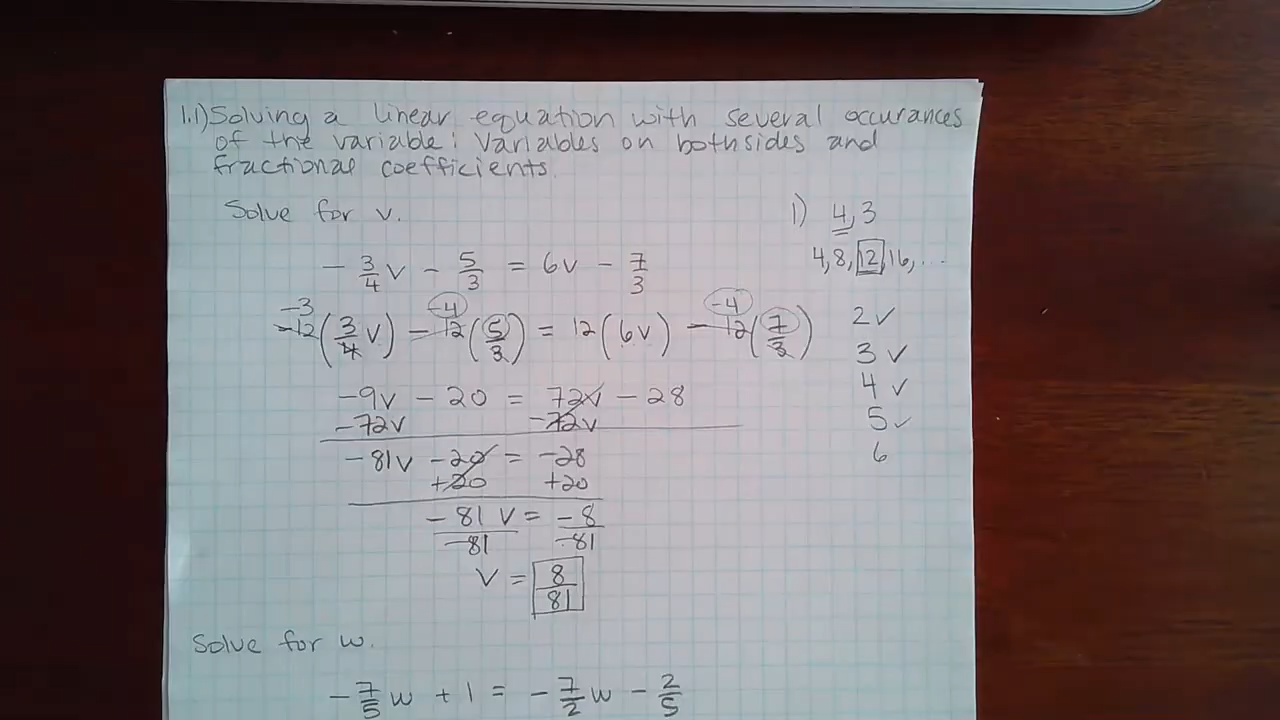 1.1) Solving a linear equation with several occurances
of the variable: Variables on both sides and
fractional coefficients.
Solve for v.
1) 4, 3
4, 8, 12, 16, ...
-3/4 v - 5/3 = 6v - 7/3
-3 -4 -4
-12(3/4 v) - 12(5/3) = 12(6v) - 12(7/3)
2 ✓
3 ✓
4 ✓
5 ✓
6
-9v - 20 = 72v - 28
-72v -72v
-81v - 20 = -28
+20 +20
-81v = -8
-81 -81
v = 8/81
Solve for w.
-7/5 w + 1 = -7/2 w - 2/5